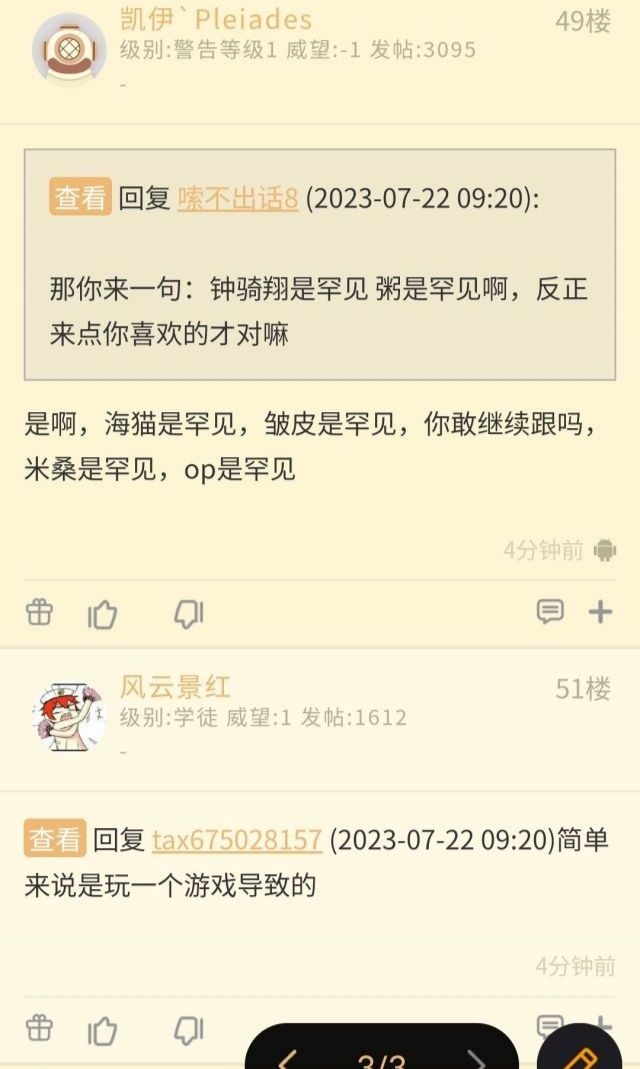 凯伊`Pleiades
49楼
级别:警告等级1 威望:-1 发帖:3095
-
查看 回复 嗦不出话8 (2023-07-22 09:20):
那你来一句：钟骑翔是罕见 粥是罕见啊，反正
来点你喜欢的才对嘛
是啊，海猫是罕见，皱皮是罕见，你敢继续跟吗，
米桑是罕见，op是罕见
4分钟前
风云景红
51楼
级别:学徒 威望:1 发帖:1612
-
查看 回复 tax675028157 (2023-07-22 09:20)简单
来说是玩一个游戏导致的
4分钟前
3/3